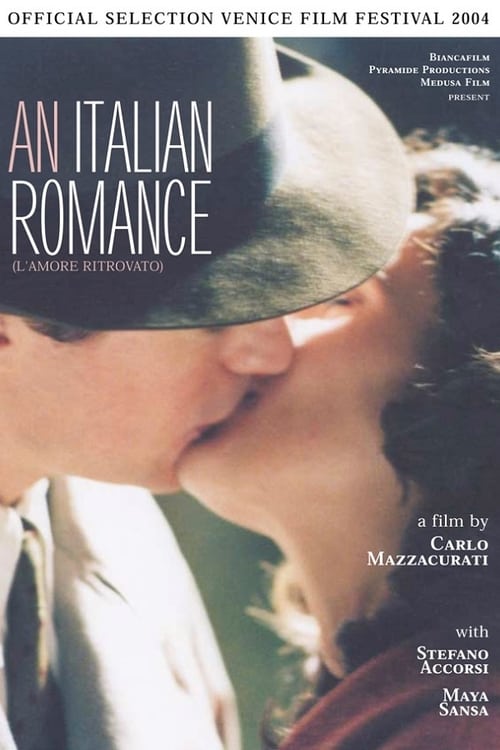 OFFICIAL SELECTION VENICE FILM FESTIVAL 2004
BIANCAFILM
PYRAMIDE PRODUCTIONS
MEDUSA FILM
PRESENT
AN ITALIAN
ROMANCE
(L'AMORE RITROVATO)
a film by
CARLO
MAZZACURATI
with
STEFANO
ACCORSI
MAYA
SANSA